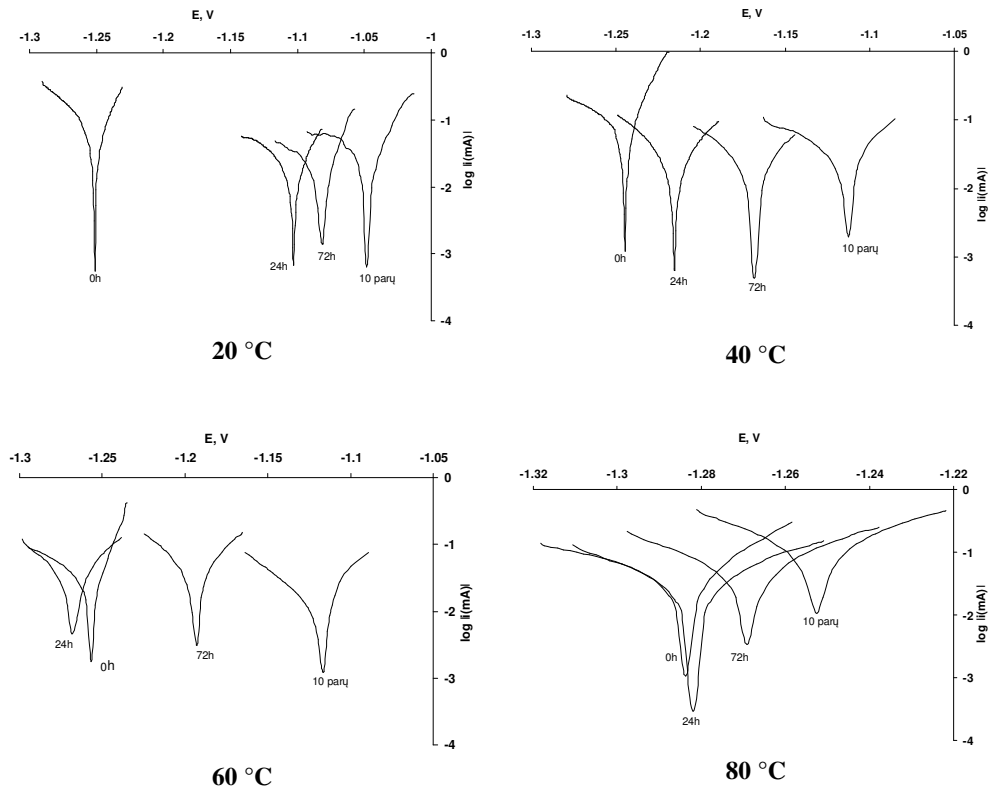 E, V
-1.3 -1.25 -1.2 -1.15 -1.1 -1.05 -1
0
-1
-2
-3
-4
log |i(mA)|
0h
24h
72h
10 parų
20 °C
E, V
-1.3 -1.25 -1.2 -1.15 -1.1 -1.05
0
-1
-2
-3
-4
log |i(mA)|
0h
24h
72h
10 parų
40 °C
E, V
-1.3 -1.25 -1.2 -1.15 -1.1 -1.05
0
-1
-2
-3
-4
log |i(mA)|
24h
0h
72h
10 parų
60 °C
E, V
-1.32 -1.3 -1.28 -1.26 -1.24 -1.22
0
-1
-2
-3
-4
log |i(mA)|
0h
24h
72h
10 parų
80 °C